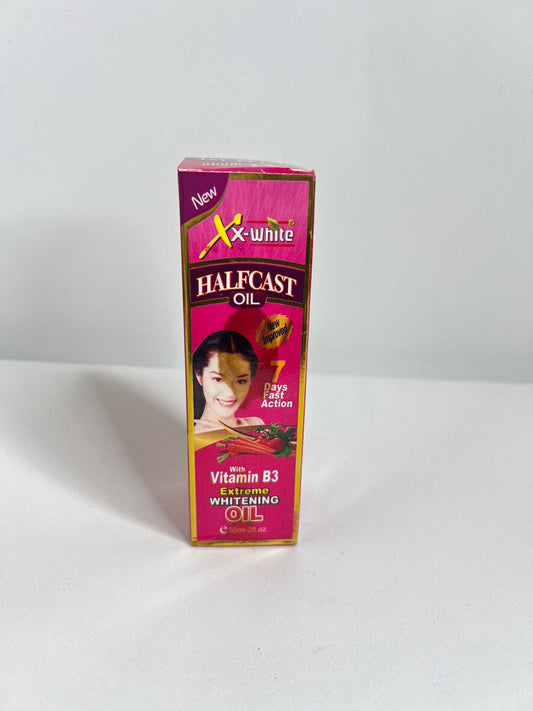 New
Xx-White®
HALFCAST
OIL
New
Improved
7
Days
Fast
Action
With
Vitamin B3
Extreme
WHITENING
OIL
e 50ml-2fl.oz.